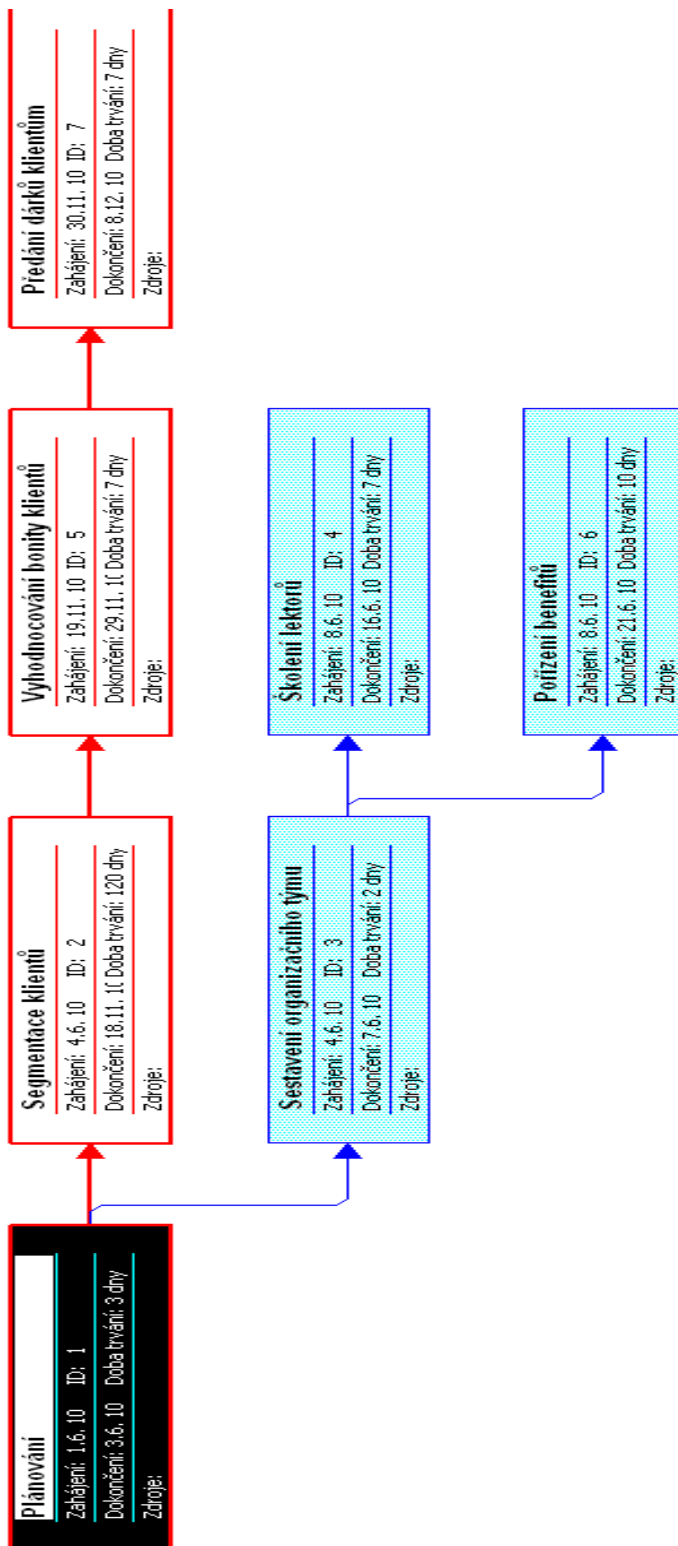 Plánování
Zahájení: 1.6. 10 ID: 1
Dokončení: 3.6. 10 Doba trvání: 3 dny
Zdroje:
Segmentace klientů
Zahájení: 4.6. 10 ID: 2
Dokončení: 18.11. 1( Doba trvání: 120 dny
Zdroje:
Vyhodnocování bonity klientů
Zahájení: 19.11. 10 ID: 5
Dokončení: 29.11. 1( Doba trvání: 7 dny
Zdroje:
Předání dárků klientům
Zahájení: 30.11. 10 ID: 7
Dokončení: 8.12. 10 Doba trvání: 7 dny
Zdroje:
Sestavení organizačního týmu
Zahájení: 4.6. 10 ID: 3
Dokončení: 7.6. 10 Doba trvání: 2 dny
Zdroje:
Školení lektorů
Zahájení: 8.6. 10 ID: 4
Dokončení: 16.6. 10 Doba trvání: 7 dny
Zdroje:
Pořízení benefitů
Zahájení: 8.6. 10 ID: 6
Dokončení: 21.6. 10 Doba trvání: 10 dny
Zdroje: